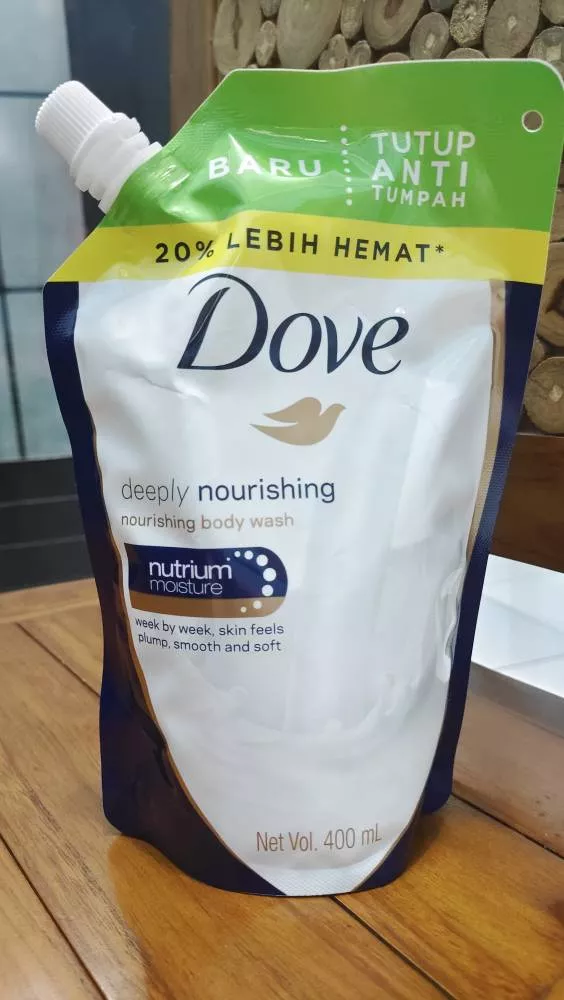 BARU
TUTUP
ANTI
TUMPAH
20% LEBIH HEMAT*
Dove
deeply nourishing
nourishing body wash
nutrium
moisture
week by week, skin feels
plump, smooth and soft
Net Vol. 400 mL